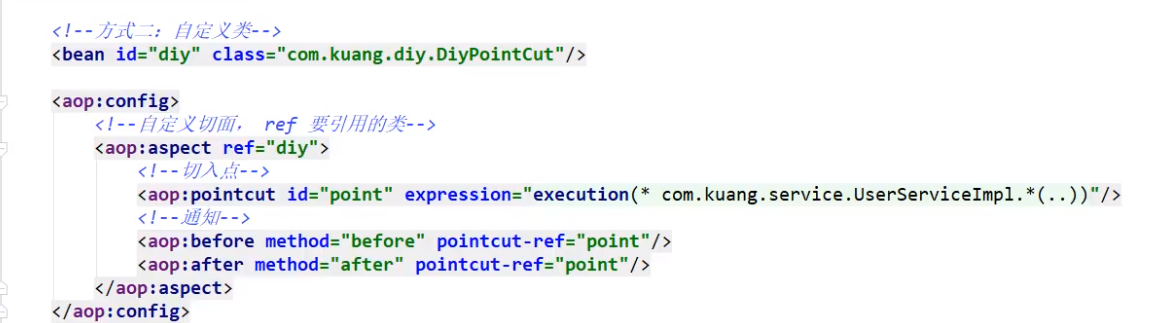 <!--方式二：自定义类-->
<bean id="diy" class="com.kuang.diy.DiyPointCut"/>
<aop:config>
<!--自定义切面， ref 要引用的类-->
<aop:aspect ref="diy">
<!--切入点-->
<aop:pointcut id="point" expression="execution(* com.kuang.service.UserServiceImpl.*(..))"/>
<!--通知-->
<aop:before method="before" pointcut-ref="point"/>
<aop:after method="after" pointcut-ref="point"/>
</aop:aspect>
</aop:config>